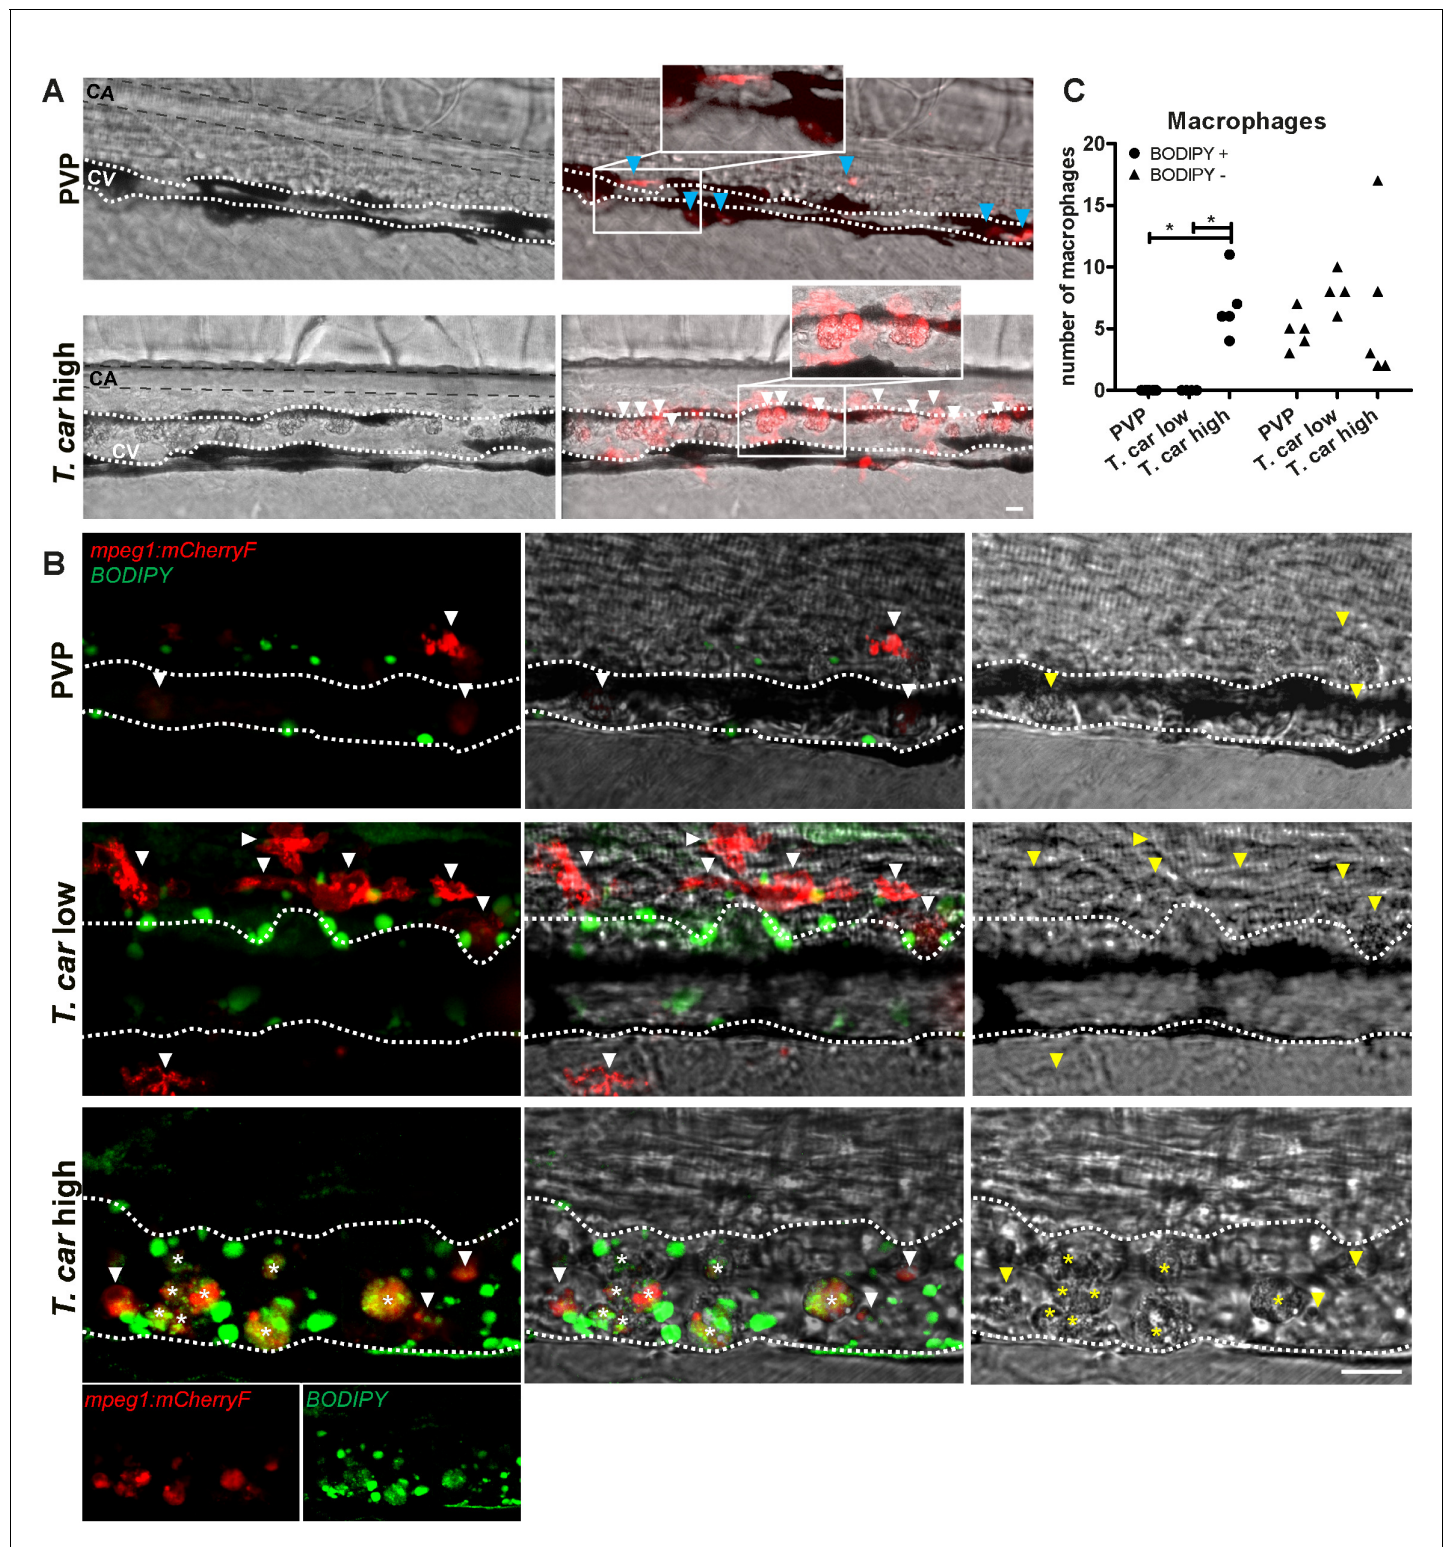 A
PVP
CA
CV
T. car high
CA
CV
C
Macrophages
number of macrophages
20
15
10
5
0
BODIPY +
BODIPY -
*
*
PVP
T. car low
T. car high
PVP
T. car low
T. car high
B
mpeg1:mCherryF
BODIPY
PVP
T. car low
T. car high
* * * * * * * *
* * * * * * * *
* * * * * * * *
mpeg1:mCherryF
BODIPY